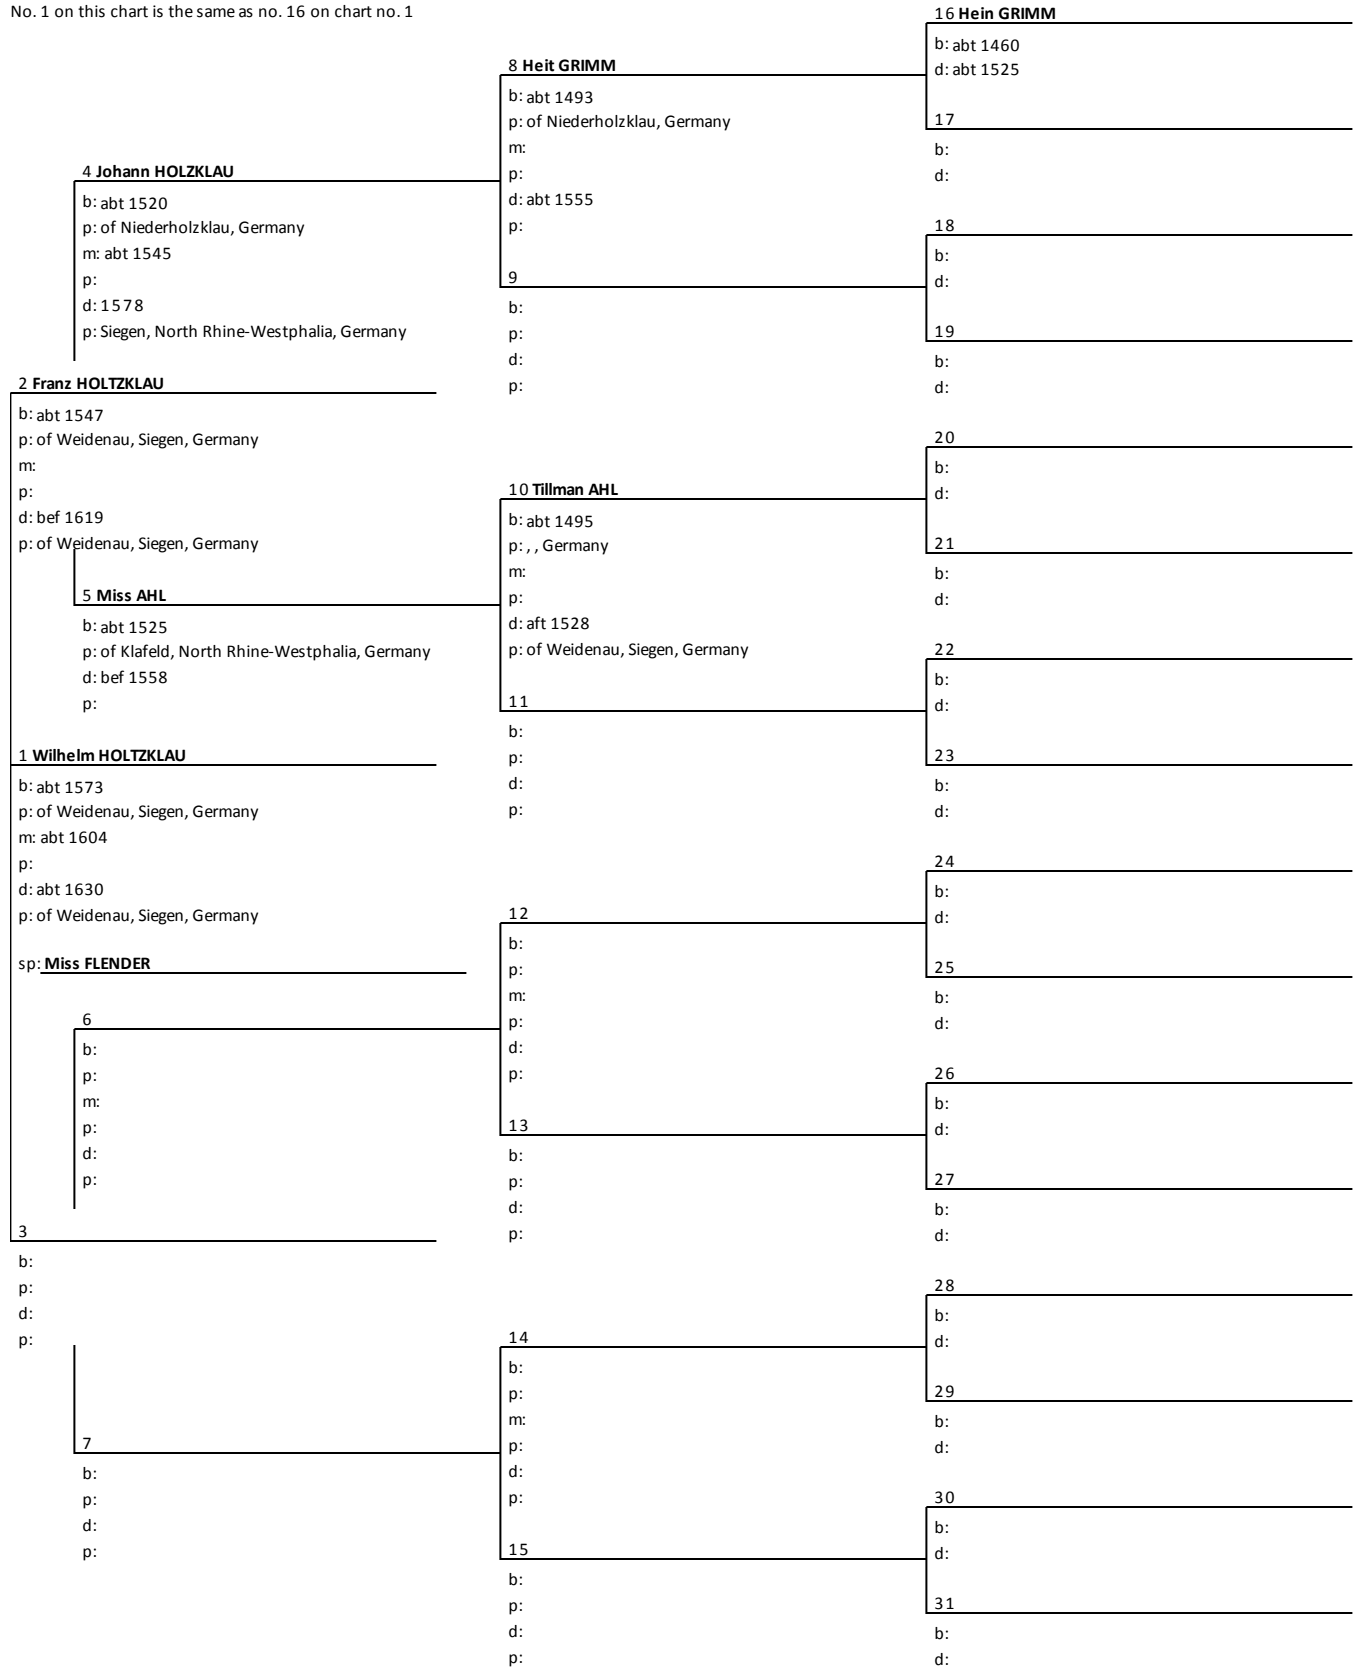 No. 1 on this chart is the same as no. 16 on chart no. 1
16 Hein GRIMM
b: abt 1460
d: abt 1525
8 Heit GRIMM
b: abt 1493
p: of Niederholzklau, Germany
m:
p:
d: abt 1555
p:
17
b:
d:
4 Johann HOLZKLAU
b: abt 1520
p: of Niederholzklau, Germany
m: abt 1545
p:
d: 1578
p: Siegen, North Rhine-Westphalia, Germany
18
b:
d:
9
b:
p:
d:
p:
19
b:
d:
2 Franz HOLTZKLAU
b: abt 1547
p: of Weidenau, Siegen, Germany
m:
p:
d: bef 1619
p: of Weidenau, Siegen, Germany
20
b:
d:
10 Tillman AHL
b: abt 1495
p: , , Germany
m:
p:
d: aft 1528
p: of Weidenau, Siegen, Germany
21
b:
d:
5 Miss AHL
b: abt 1525
p: of Klafeld, North Rhine-Westphalia, Germany
d: bef 1558
p:
22
b:
d:
11
b:
p:
d:
p:
23
b:
d:
1 Wilhelm HOLTZKLAU
b: abt 1573
p: of Weidenau, Siegen, Germany
m: abt 1604
p:
d: abt 1630
p: of Weidenau, Siegen, Germany
sp: Miss FLENDER
24
b:
d:
12
b:
p:
m:
p:
d:
p:
25
b:
d:
6
b:
p:
m:
p:
d:
p:
26
b:
d:
13
b:
p:
d:
p:
27
b:
d:
3
b:
p:
d:
p:
28
b:
d:
14
b:
p:
m:
p:
d:
p:
29
b:
d:
7
b:
p:
d:
p:
30
b:
d:
15
b:
p:
d:
p:
31
b:
d: